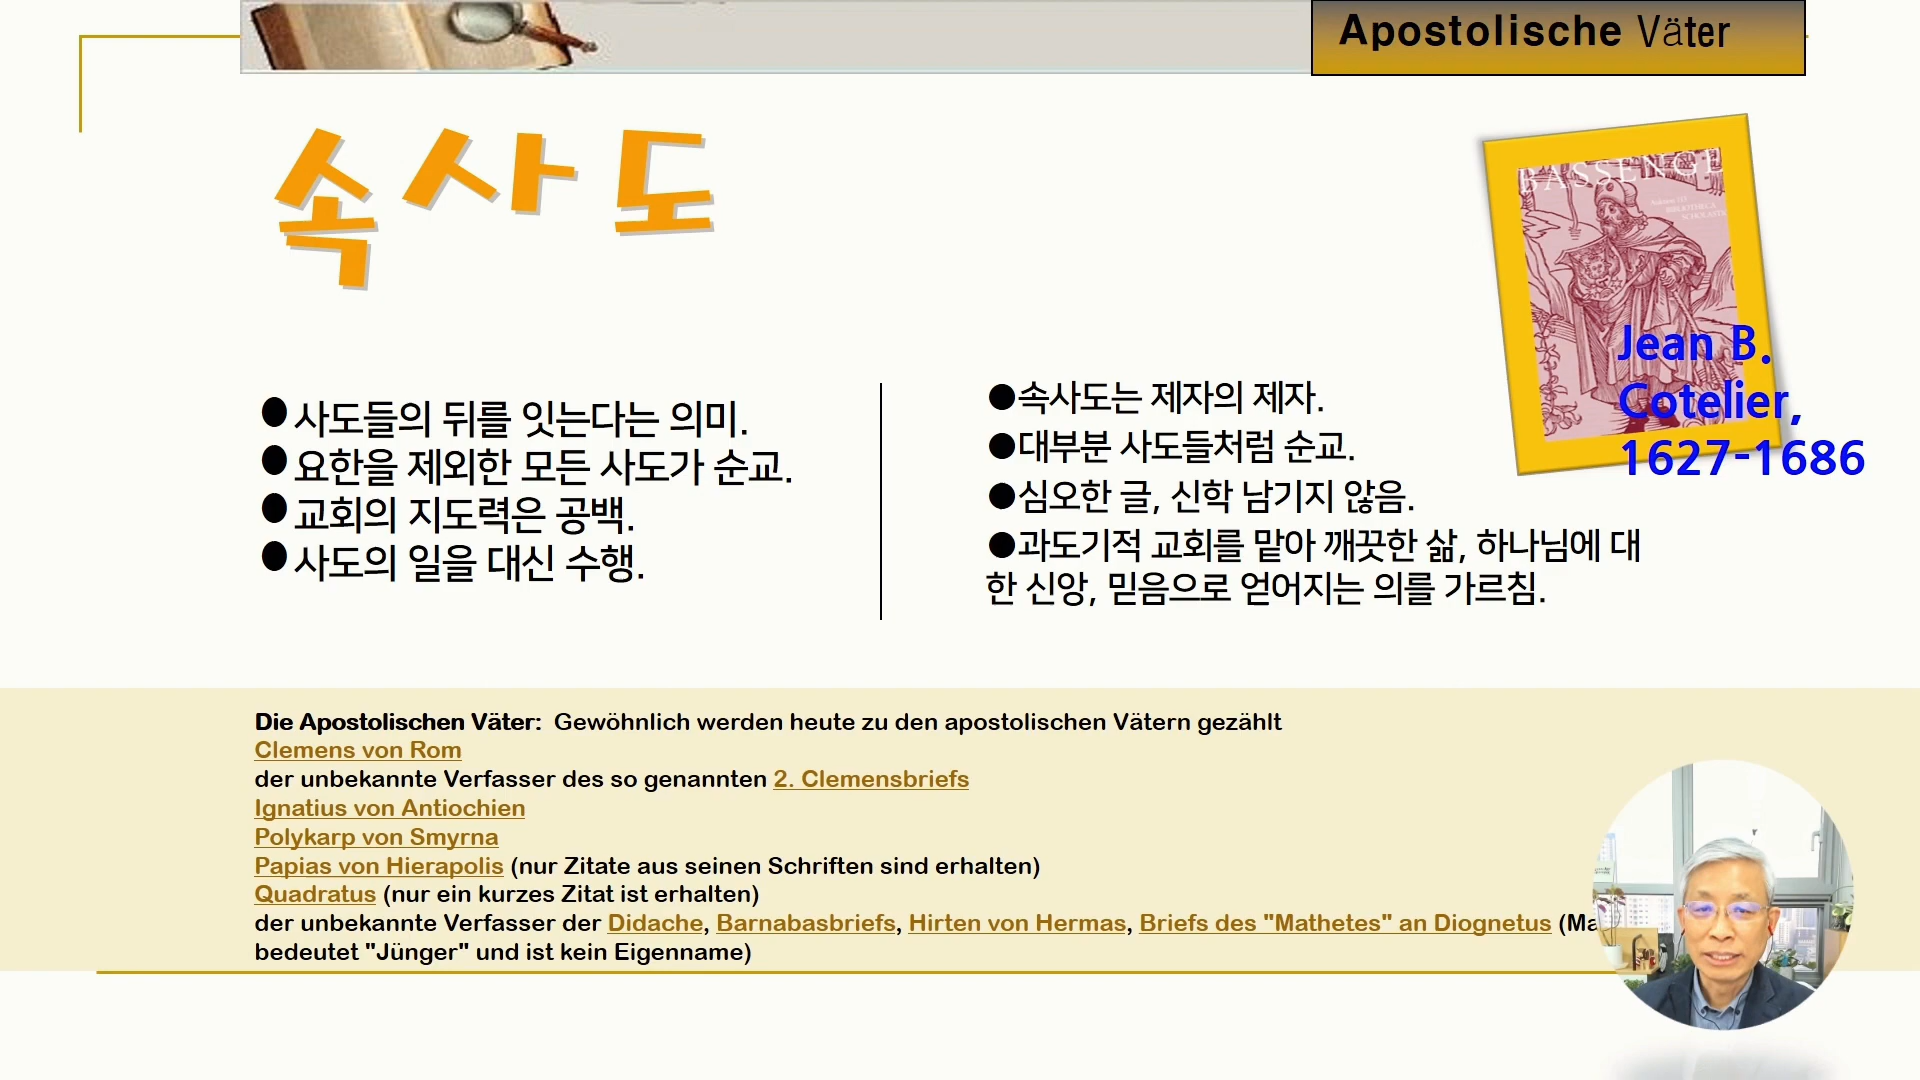 Apostolische Väter
속사도
BASSENGE
Jean B.
Cotelier,
1627-1686
●사도들의 뒤를 잇는다는 의미.
●요한을 제외한 모든 사도가 순교.
●교회의 지도력은 공백.
●사도의 일을 대신 수행.
●속사도는 제자의 제자.
●대부분 사도들처럼 순교.
●심오한 글, 신학 남기지 않음.
●과도기적 교회를 맡아 깨끗한 삶, 하나님에 대
한 신앙, 믿음으로 얻어지는 의를 가르침.
Die Apostolischen Väter: Gewöhnlich werden heute zu den apostolischen Vätern gezählt
Clemens von Rom
der unbekannte Verfasser des so genannten 2. Clemensbriefs
Ignatius von Antiochien
Polykarp von Smyrna
Papias von Hierapolis (nur Zitate aus seinen Schriften sind erhalten)
Quadratus (nur ein kurzes Zitat ist erhalten)
der unbekannte Verfasser der Didache, Barnabasbriefs, Hirten von Hermas, Briefs des "Mathetes" an Diognetus (Ma
bedeutet "Jünger" und ist kein Eigenname)